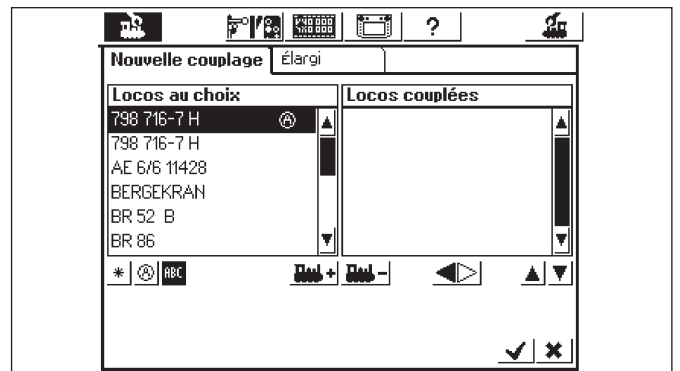 ?
Nouvelle couplage Élargi
Locos au choix Locos couplées
798 716-7 H Ⓐ
798 716-7 H
AE 6/6 11428
BERGEKRAN
BR 52 B
BR 86
* Ⓐ ABC + -